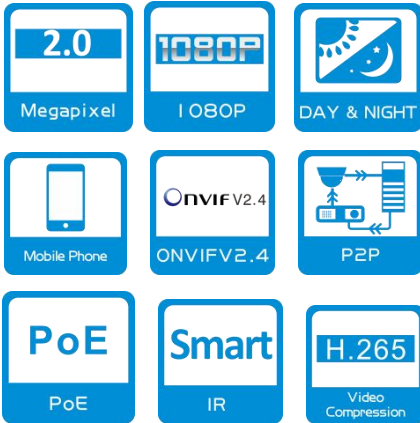 2.0
Megapixel
1080P
1080P
DAY & NIGHT
Mobile Phone
ONVIF V2.4
ONVIFV2.4
P2P
PoE
PoE
Smart
IR
H.265
Video
Compression